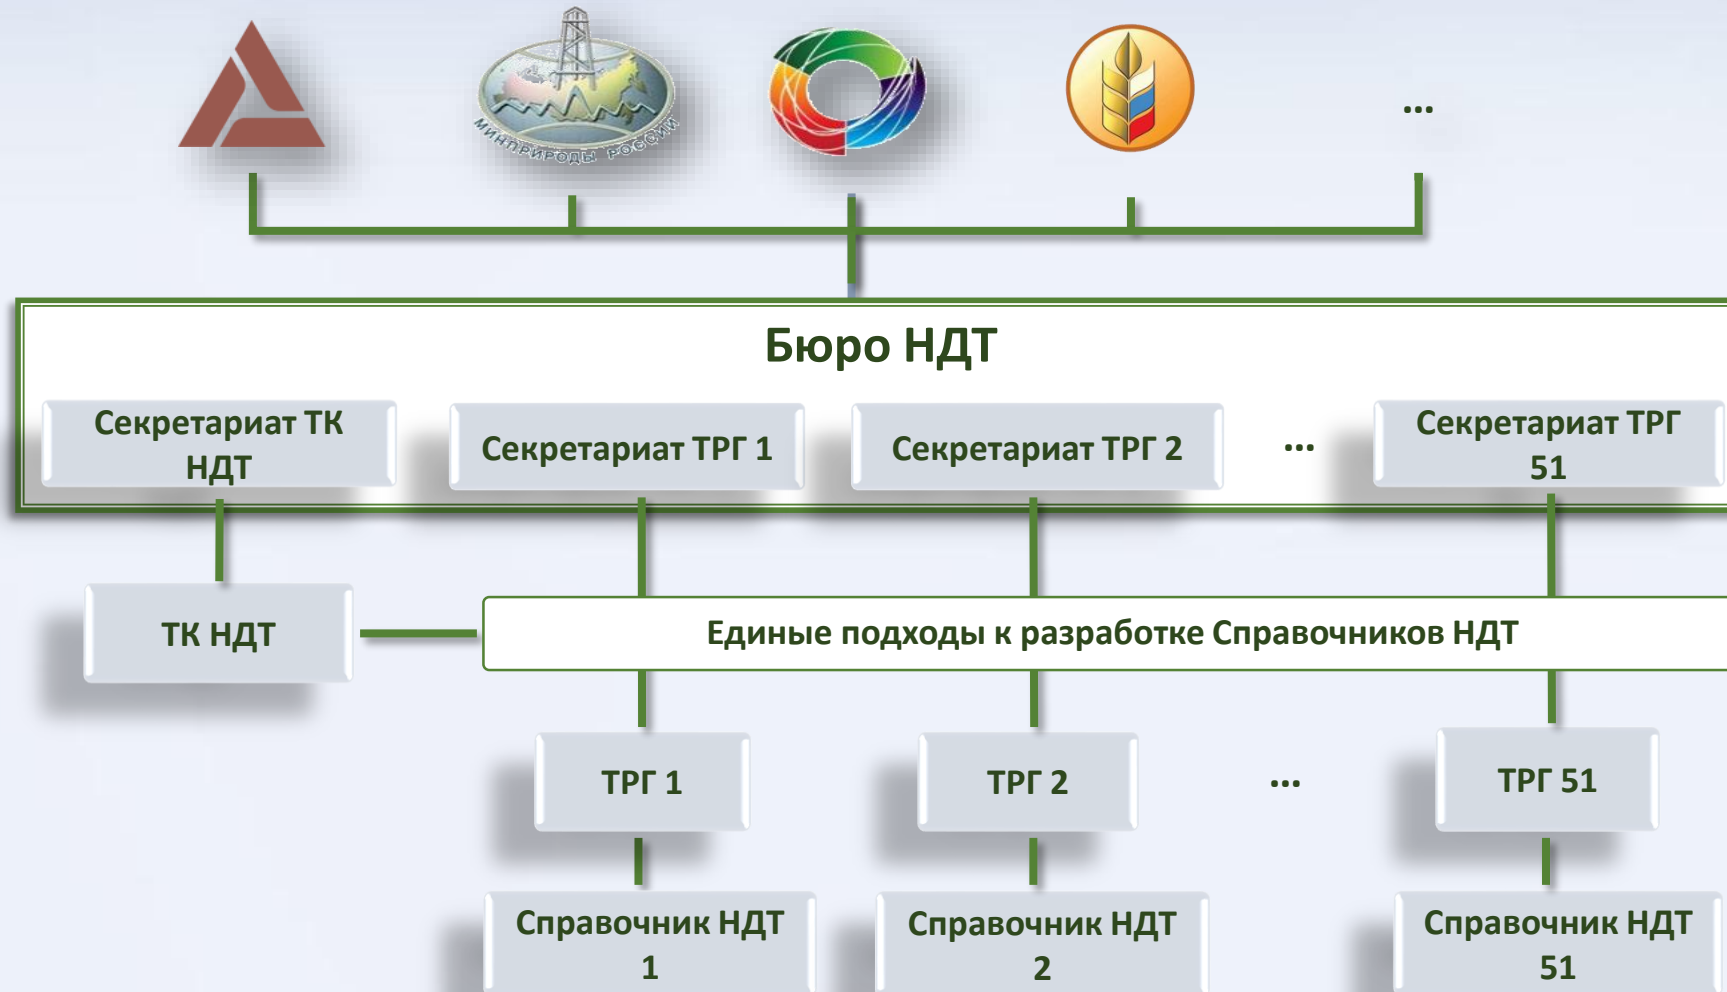 МИНПРИРОДЫ РОССИИ
...
Бюро НДТ
Секретариат ТК
НДТ
Секретариат ТРГ 1
Секретариат ТРГ 2
...
Секретариат ТРГ
51
ТК НДТ
Единые подходы к разработке Справочников НДТ
ТРГ 1
ТРГ 2
...
ТРГ 51
Справочник НДТ
1
Справочник НДТ
2
Справочник НДТ
51